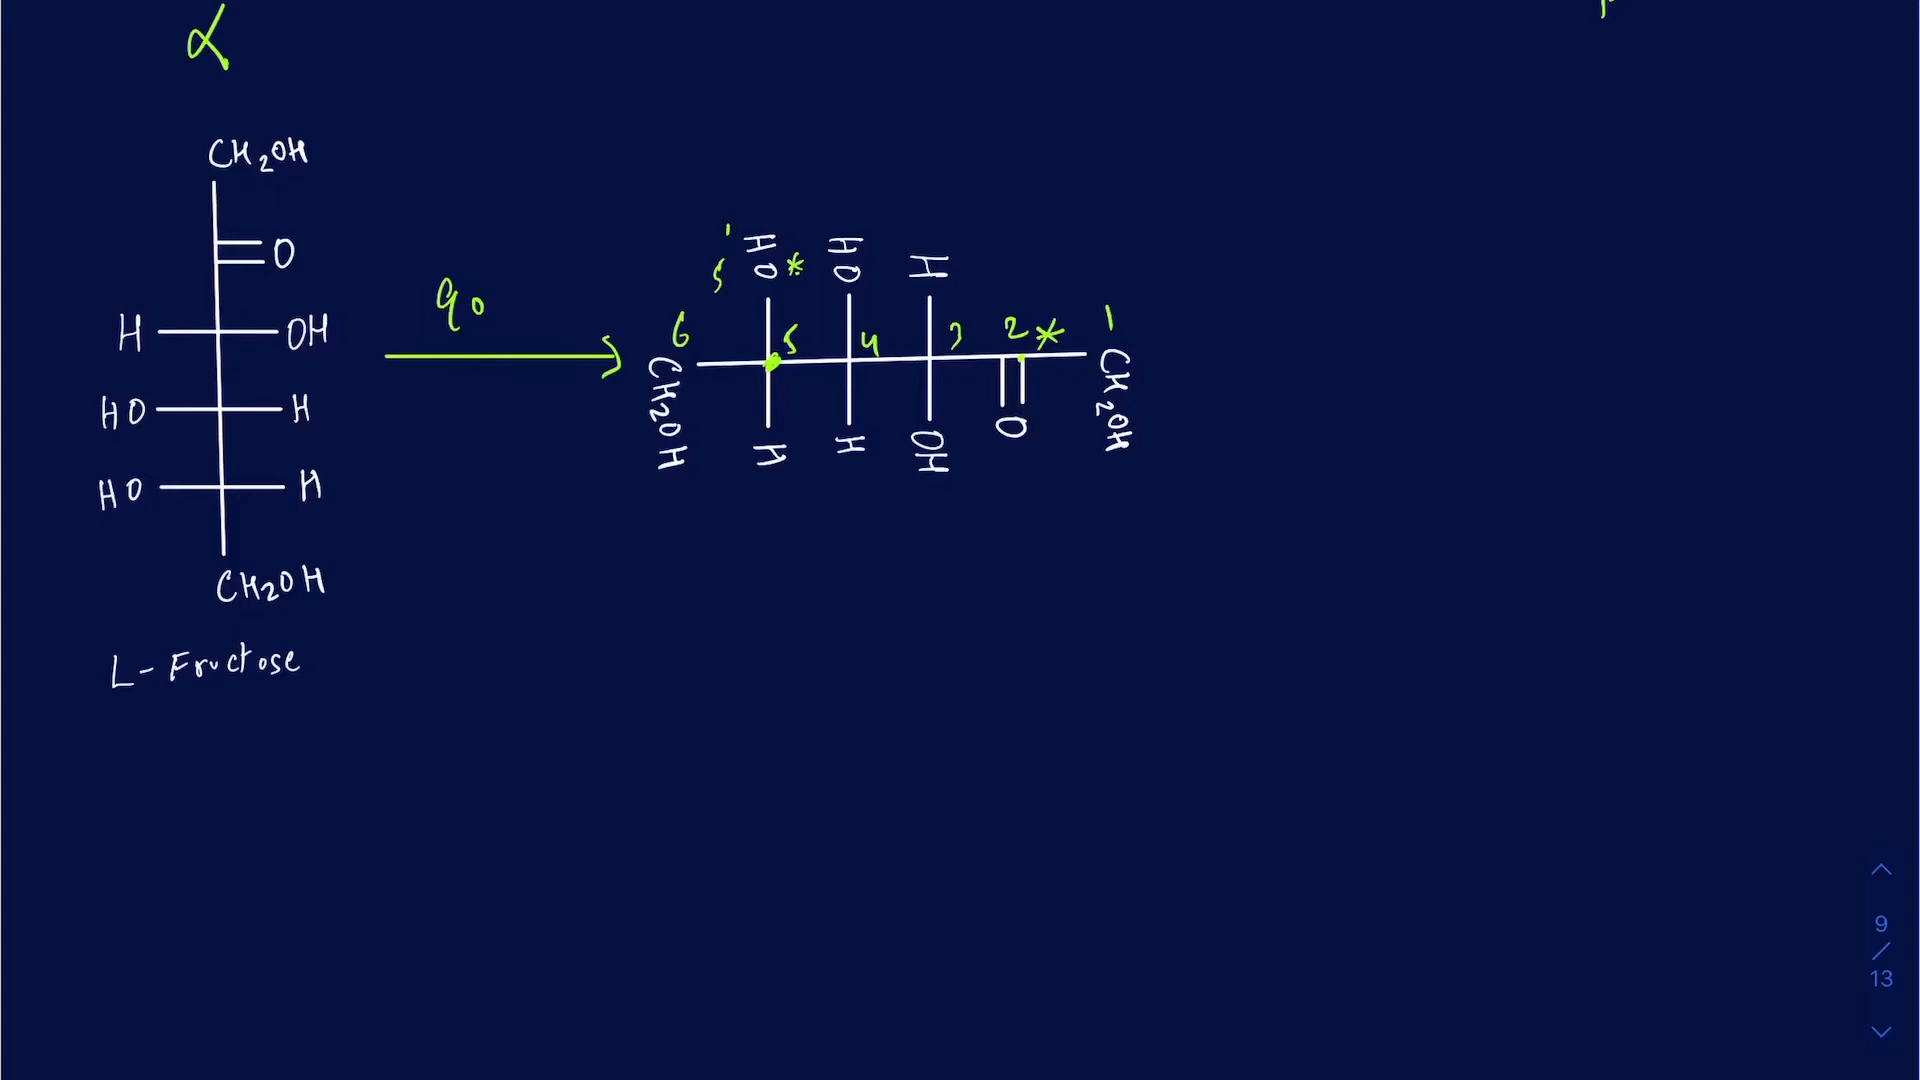 α
CH₂OH
O
H OH
HO H
HO H
CH₂OH
L- Fructose
90
HO * HO H
5
6 5 4 3 2 * 1
CH₂OH H H OH O CH₂OH
9
/
13